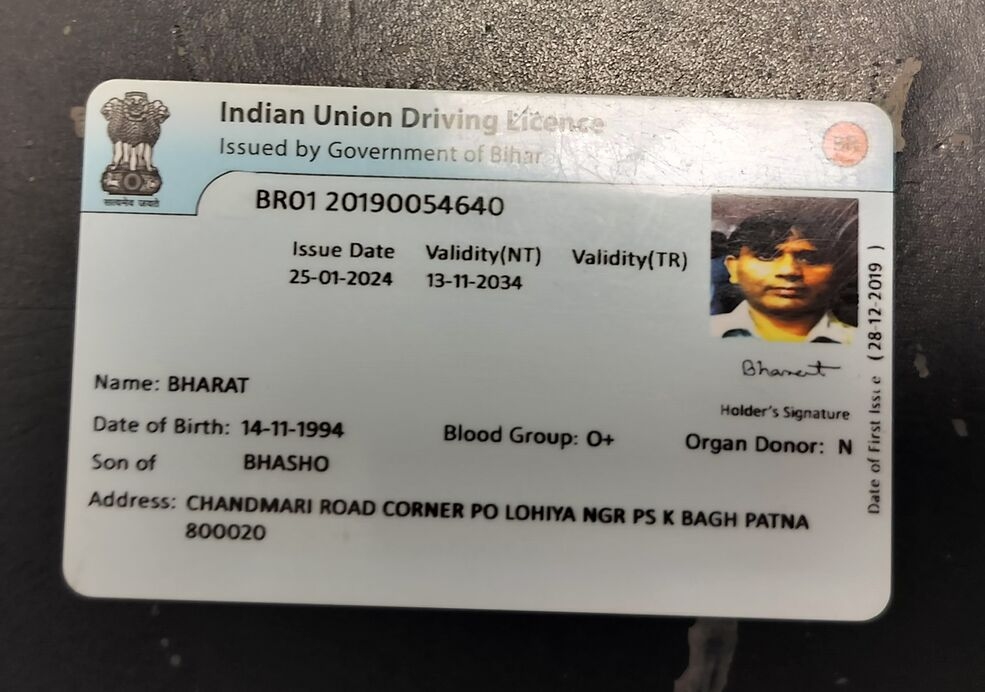 Indian Union Driving Licence
Issued by Government of Bihar
BR
सत्यमेव जयते
BR01 20190054640
Issue Date Validity(NT) Validity(TR)
25-01-2024 13-11-2034
Bharat
Holder's Signature
Name: BHARAT
Date of Birth: 14-11-1994 Blood Group: O+ Organ Donor: N
Son of BHASHO
Address: CHANDMARI ROAD CORNER PO LOHIYA NGR PS K BAGH PATNA
800020
Date of First Issue ( 28-12-2019 )